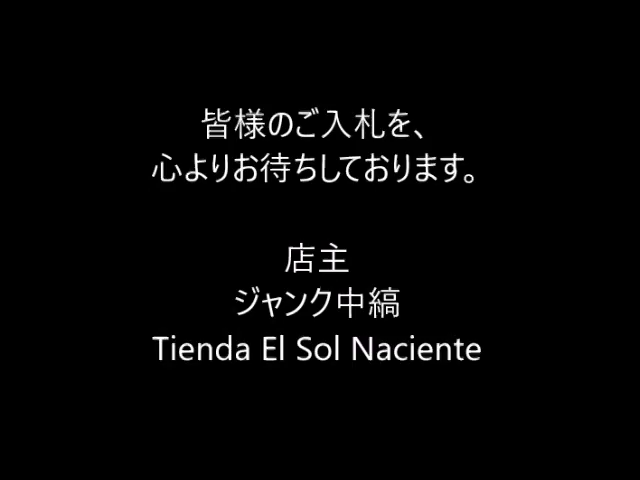 皆様のご入札を、
心よりお待ちしております。
店主
ジャンク中縞
Tienda El Sol Naciente